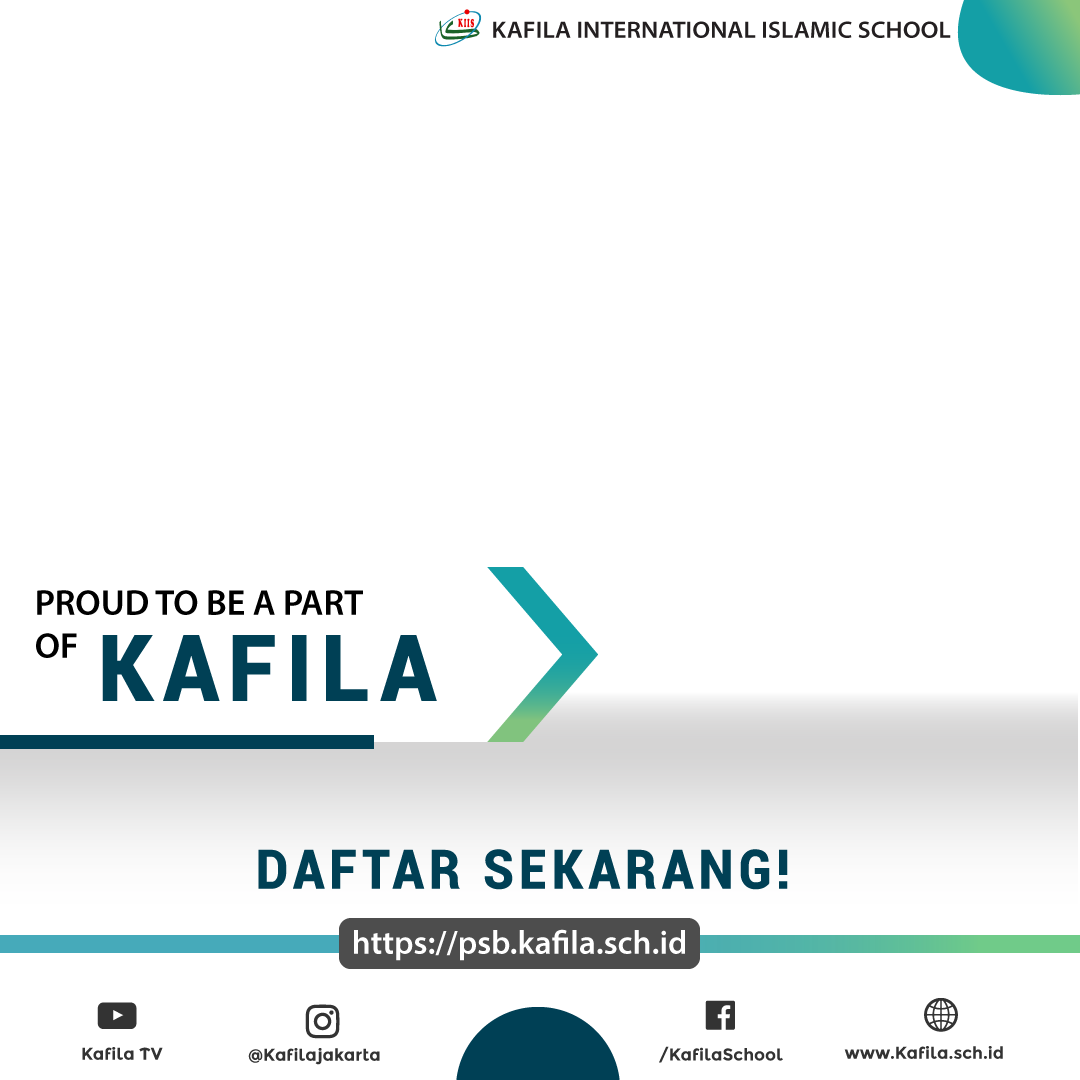 KIIS
KAFILA INTERNATIONAL ISLAMIC SCHOOL
PROUD TO BE A PART
OF KAFILA
DAFTAR SEKARANG!
https://psb.kafila.sch.id
Kafila TV
@Kafilajakarta
/KafilaSchool
www.Kafila.sch.id